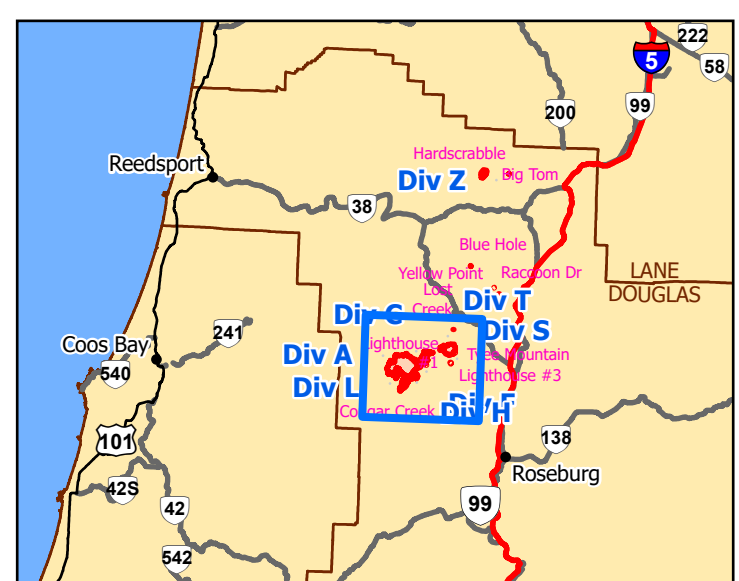 222
5
58
99
200
Hardscrabble
Reedsport
Big Tom
Div Z
38
Blue Hole
Yellow Point
Raccoon Dr
LANE
DOUGLAS
Lost
Creek
Div T
Div G
Div S
241
Coos Bay
Lighthouse
#1
Div A
Tyee Mountain
540
Lighthouse #3
Div L
Cougar Creek
Div H
101
138
Roseburg
42S
42
99
542